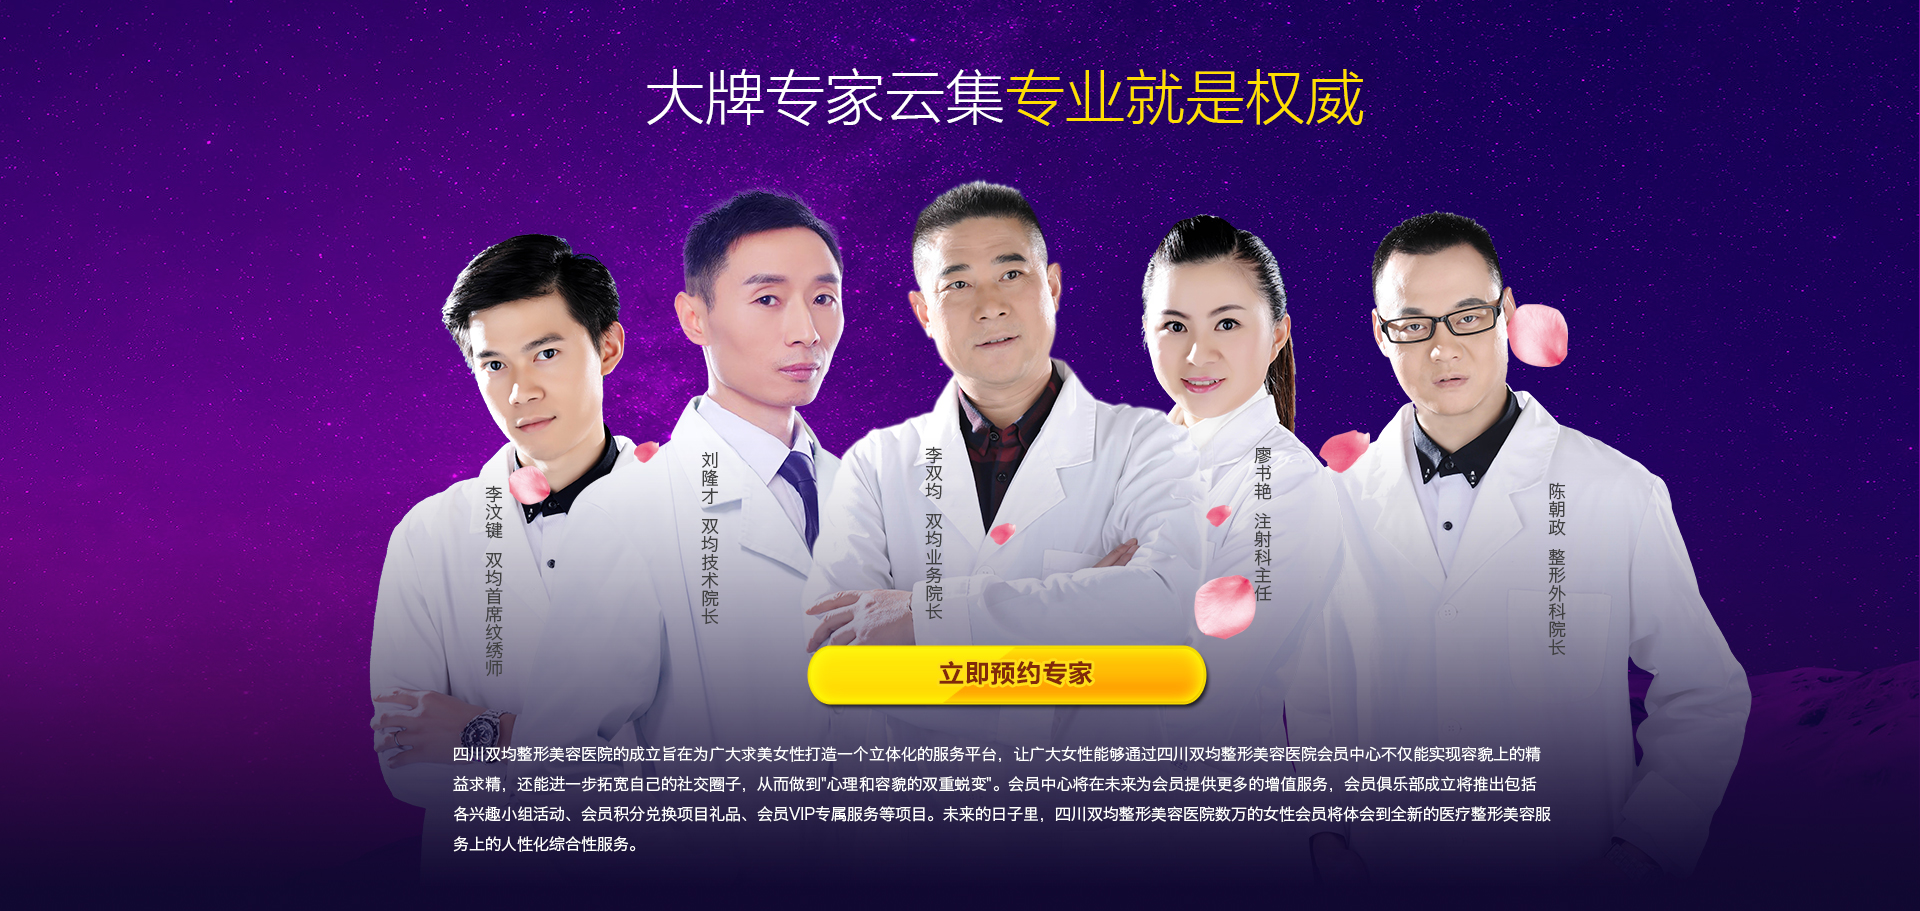 大牌专家云集专业就是权威
李汶键 双均首席纹绣师
刘隆才 双均技术院长
李双均 双均业务院长
廖书艳 注射科主任
陈朝政 整形外科院长
立即预约专家
四川双均整形美容医院的成立旨在为广大求美女性打造一个立体化的服务平台，让广大女性能够通过四川双均整形美容医院会员中心不仅能实现容貌上的精
益求精，还能进一步拓宽自己的社交圈子，从而做到"心理和容貌的双重蜕变"。会员中心将在未来为会员提供更多的增值服务，会员俱乐部成立将推出包括
各兴趣小组活动、会员积分兑换项目礼品、会员VIP专属服务等项目。未来的日子里，四川双均整形美容医院数万的女性会员将体会到全新的医疗整形美容服
务上的人性化综合性服务。